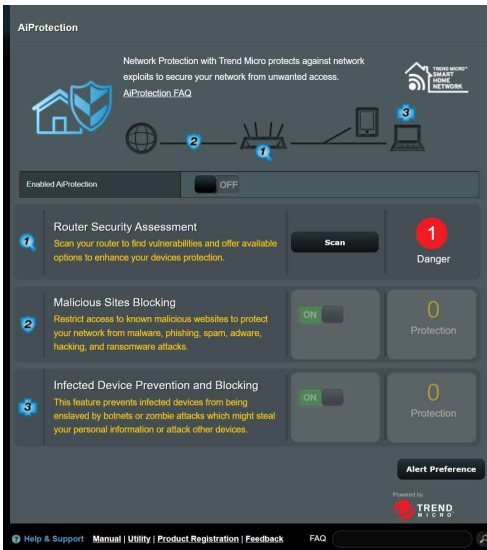 AiProtection
Network Protection with Trend Micro protects against network
exploits to secure your network from unwanted access.
AiProtection FAQ
TREND MICRO™
SMART
HOME
NETWORK
3
2
1
Enabled AiProtection
OFF
1
Router Security Assessment
Scan your router to find vulnerabilities and offer available
options to enhance your devices protection.
Scan
1
Danger
2
Malicious Sites Blocking
Restrict access to known malicious websites to protect
your network from malware, phishing, spam, adware,
hacking, and ransomware attacks.
ON
0
Protection
3
Infected Device Prevention and Blocking
This feature prevents infected devices from being
enslaved by botnets or zombie attacks which might steal
your personal information or attack other devices.
ON
0
Protection
Alert Preference
Powered by
TREND
MICRO
Help & Support Manual | Utility | Product Registration | Feedback FAQ